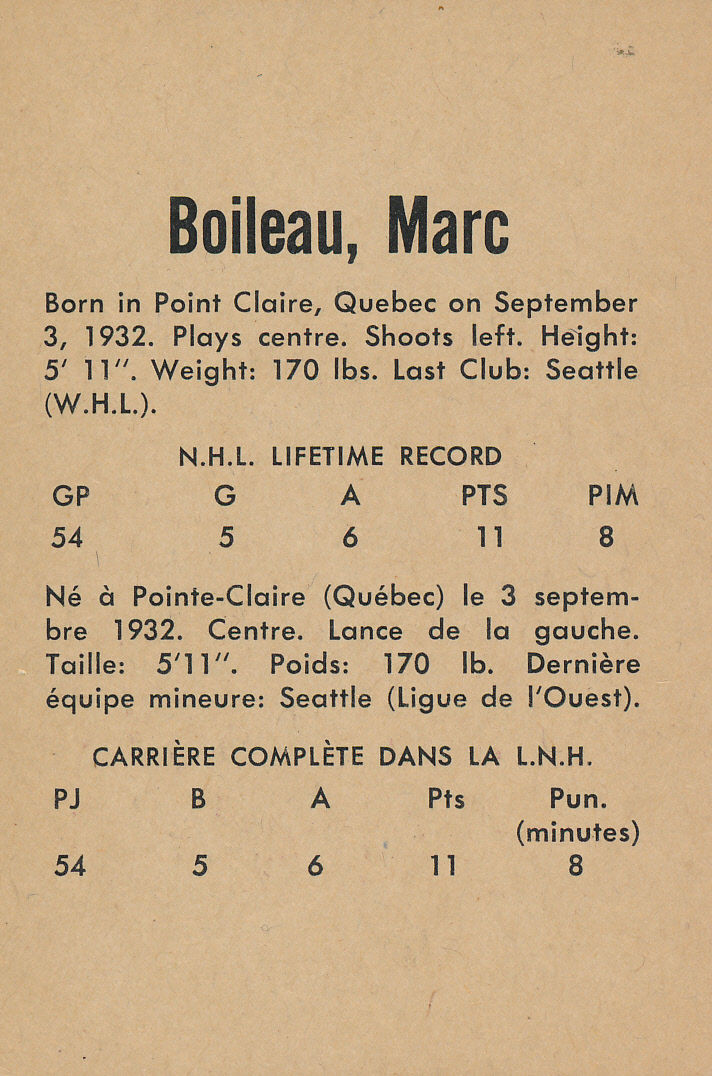 Boileau, Marc
Born in Point Claire, Quebec on September
3, 1932. Plays centre. Shoots left. Height:
5' 11". Weight: 170 lbs. Last Club: Seattle
(W.H.L.).
N.H.L. LIFETIME RECORD
GP G A PTS PIM
54 5 6 11 8
Né à Pointe-Claire (Québec) le 3 septem-
bre 1932. Centre. Lance de la gauche.
Taille: 5'11". Poids: 170 lb. Dernière
équipe mineure: Seattle (Ligue de l'Ouest).
CARRIÈRE COMPLÈTE DANS LA L.N.H.
PJ B A Pts Pun.
(minutes)
54 5 6 11 8